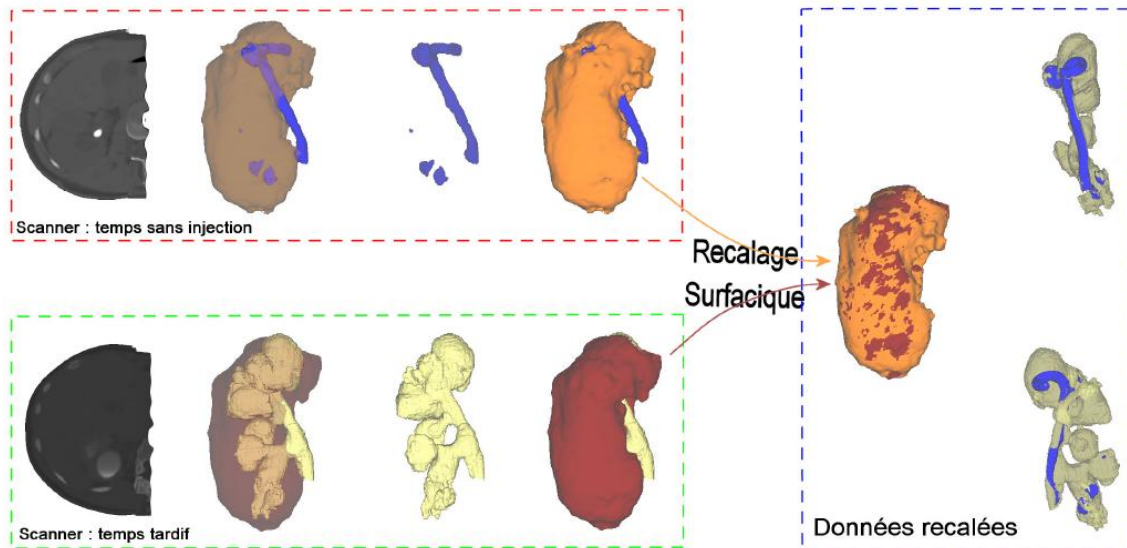 Scanner : temps sans injection
Recalage
Surfacique
Scanner : temps tardif
Données recalées